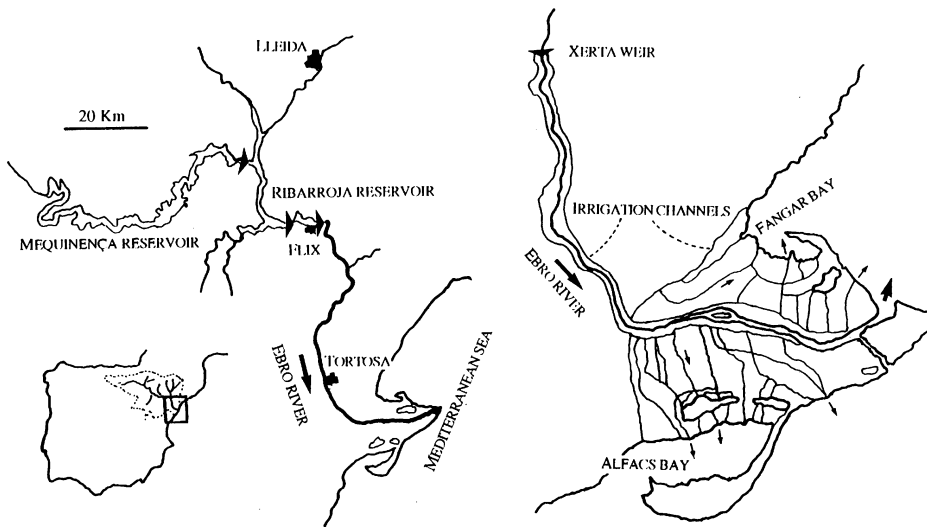 LLEIDA
20 Km
RIBARROJA RESERVOIR
MEQUINENÇA RESERVOIR
FLIX
EBRO RIVER
TORTOSA
MEDITERRANEAN SEA
XERTA WEIR
IRRIGATION CHANNELS
FANGAR BAY
EBRO RIVER
ALFACS BAY